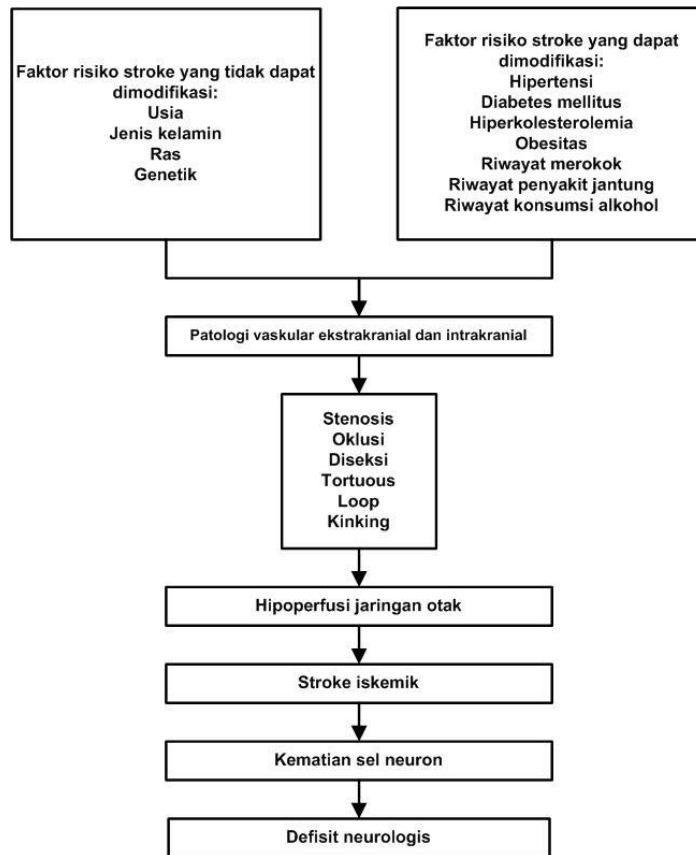 Faktor risiko stroke yang tidak dapat
dimodifikasi:
Usia
Jenis kelamin
Ras
Genetik
Faktor risiko stroke yang dapat
dimodifikasi:
Hipertensi
Diabetes mellitus
Hiperkolesterolemia
Obesitas
Riwayat merokok
Riwayat penyakit jantung
Riwayat konsumsi alkohol
Patologi vaskular ekstrakranial dan intrakranial
Stenosis
Oklusi
Diseksi
Tortuous
Loop
Kinking
Hipoperfusi jaringan otak
Stroke iskemik
Kematian sel neuron
Defisit neurologis